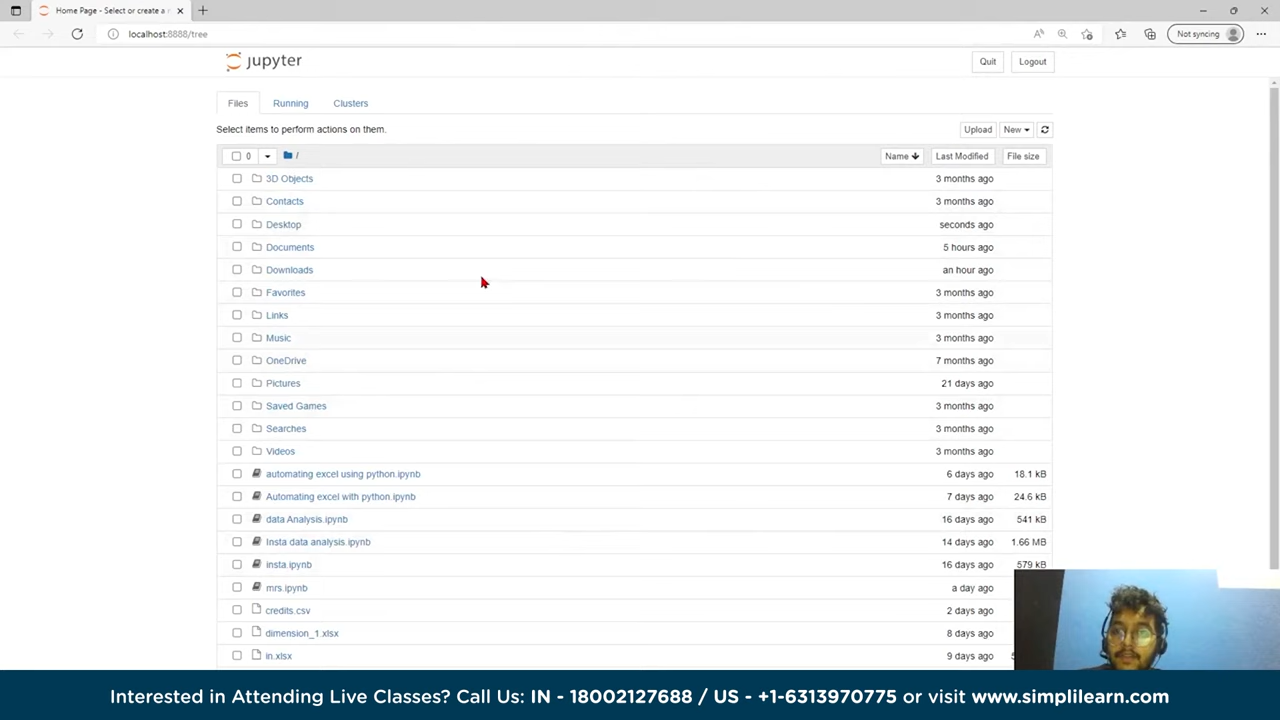 Home Page - Select or create a
Not syncing
localhost:8888/tree
jupyter
Quit
Logout
Files
Running
Clusters
Select items to perform actions on them.
Upload
New
0
/
Name
Last Modified
File size
3D Objects
3 months ago
Contacts
3 months ago
Desktop
seconds ago
Documents
5 hours ago
Downloads
an hour ago
Favorites
3 months ago
Links
3 months ago
Music
3 months ago
OneDrive
7 months ago
Pictures
21 days ago
Saved Games
3 months ago
Searches
3 months ago
Videos
3 months ago
automating excel using python.ipynb
6 days ago
18.1 kB
Automating excel with python.ipynb
7 days ago
24.6 kB
data Analysis.ipynb
16 days ago
541 kB
Insta data analysis.ipynb
14 days ago
1.66 MB
insta.ipynb
16 days ago
579 kB
mrs.ipynb
a day ago
credits.csv
2 days ago
dimension_1.xlsx
8 days ago
in.xlsx
9 days ago
Interested in Attending Live Classes? Call Us: IN - 18002127688 / US - +1-6313970775 or visit www.simplilearn.com